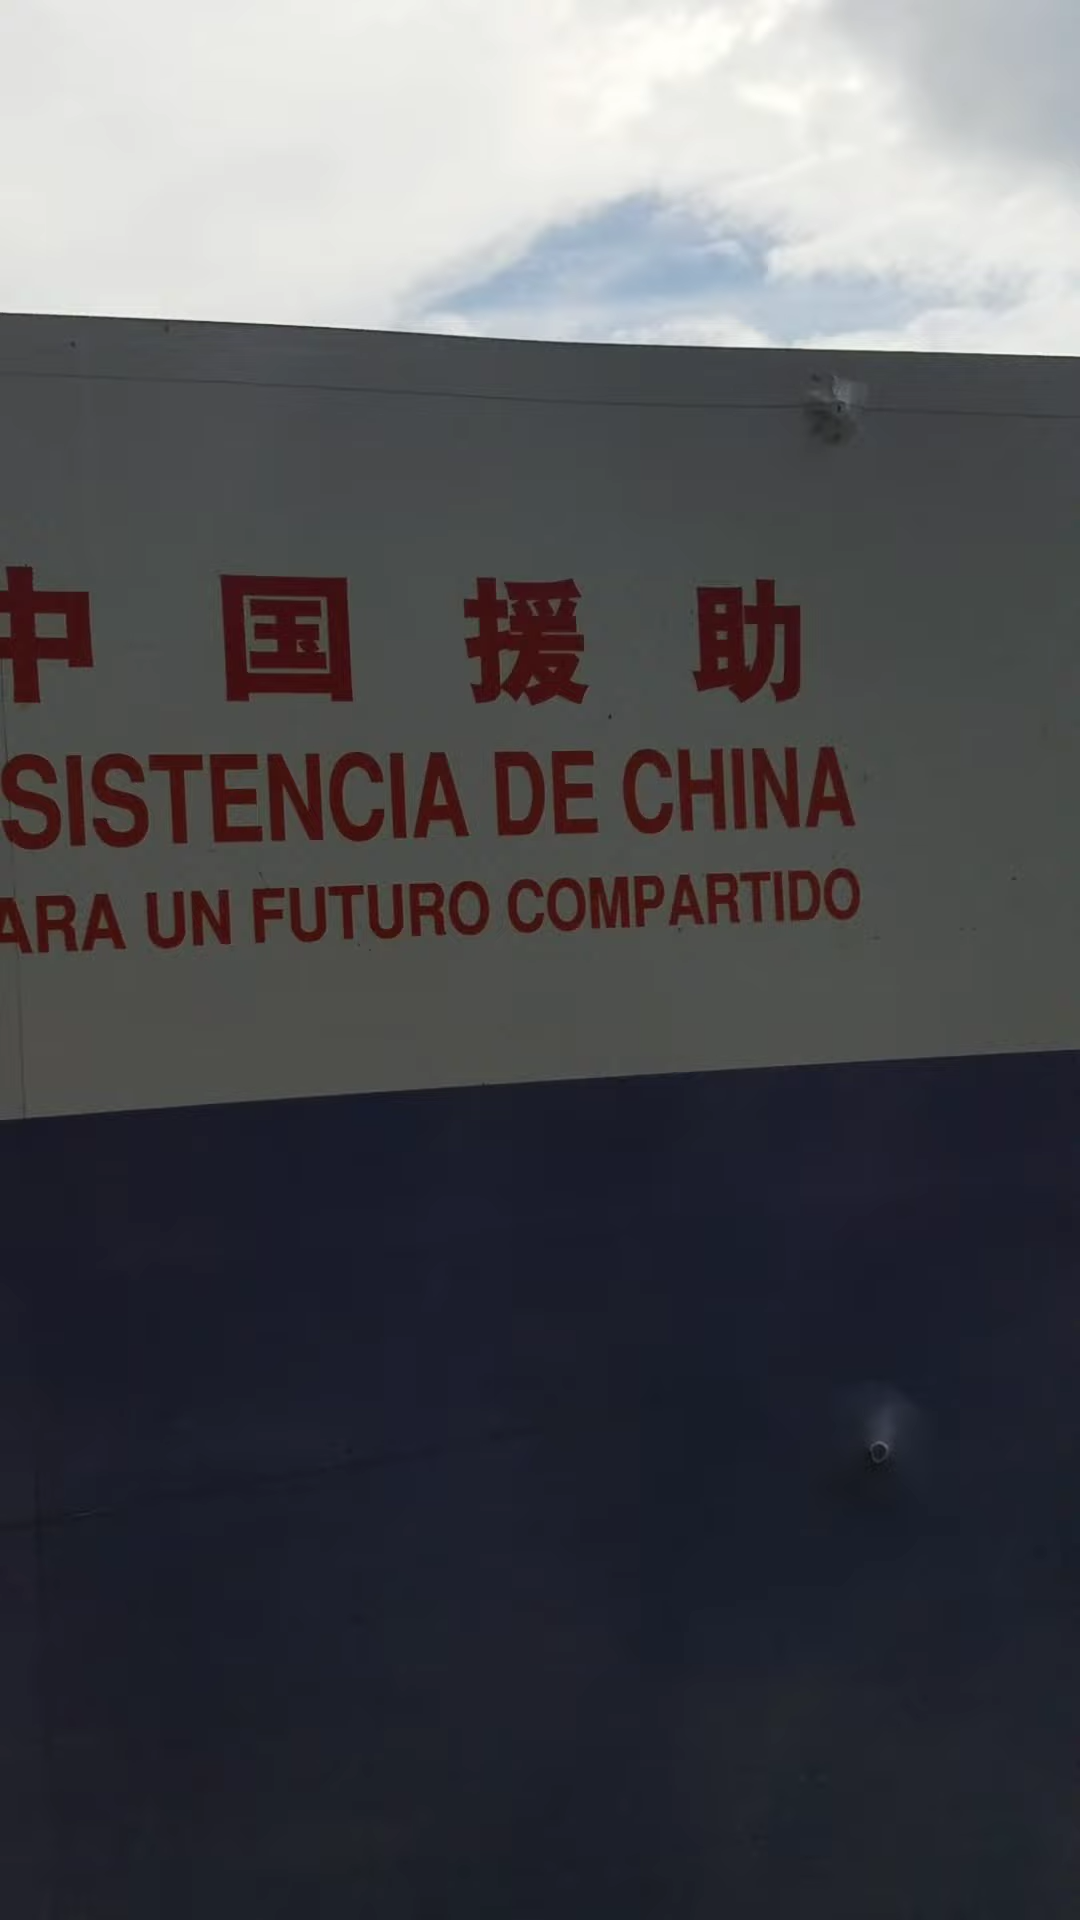 中国援助
SISTENCIA DE CHINA
ARA UN FUTURO COMPARTIDO